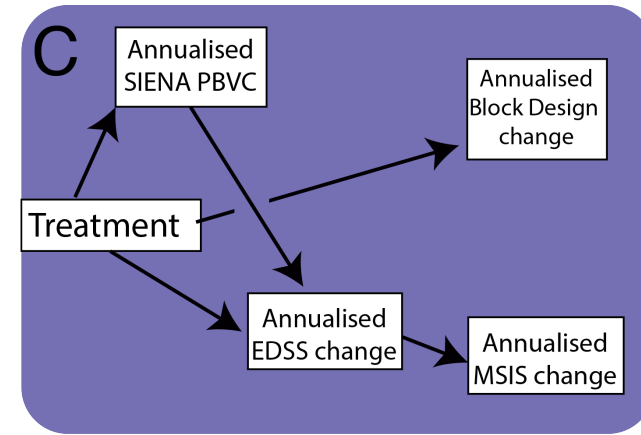 C
Annualised
SIENA PBVC
Annualised
Block Design
change
Treatment
Annualised
EDSS change
Annualised
MSIS change